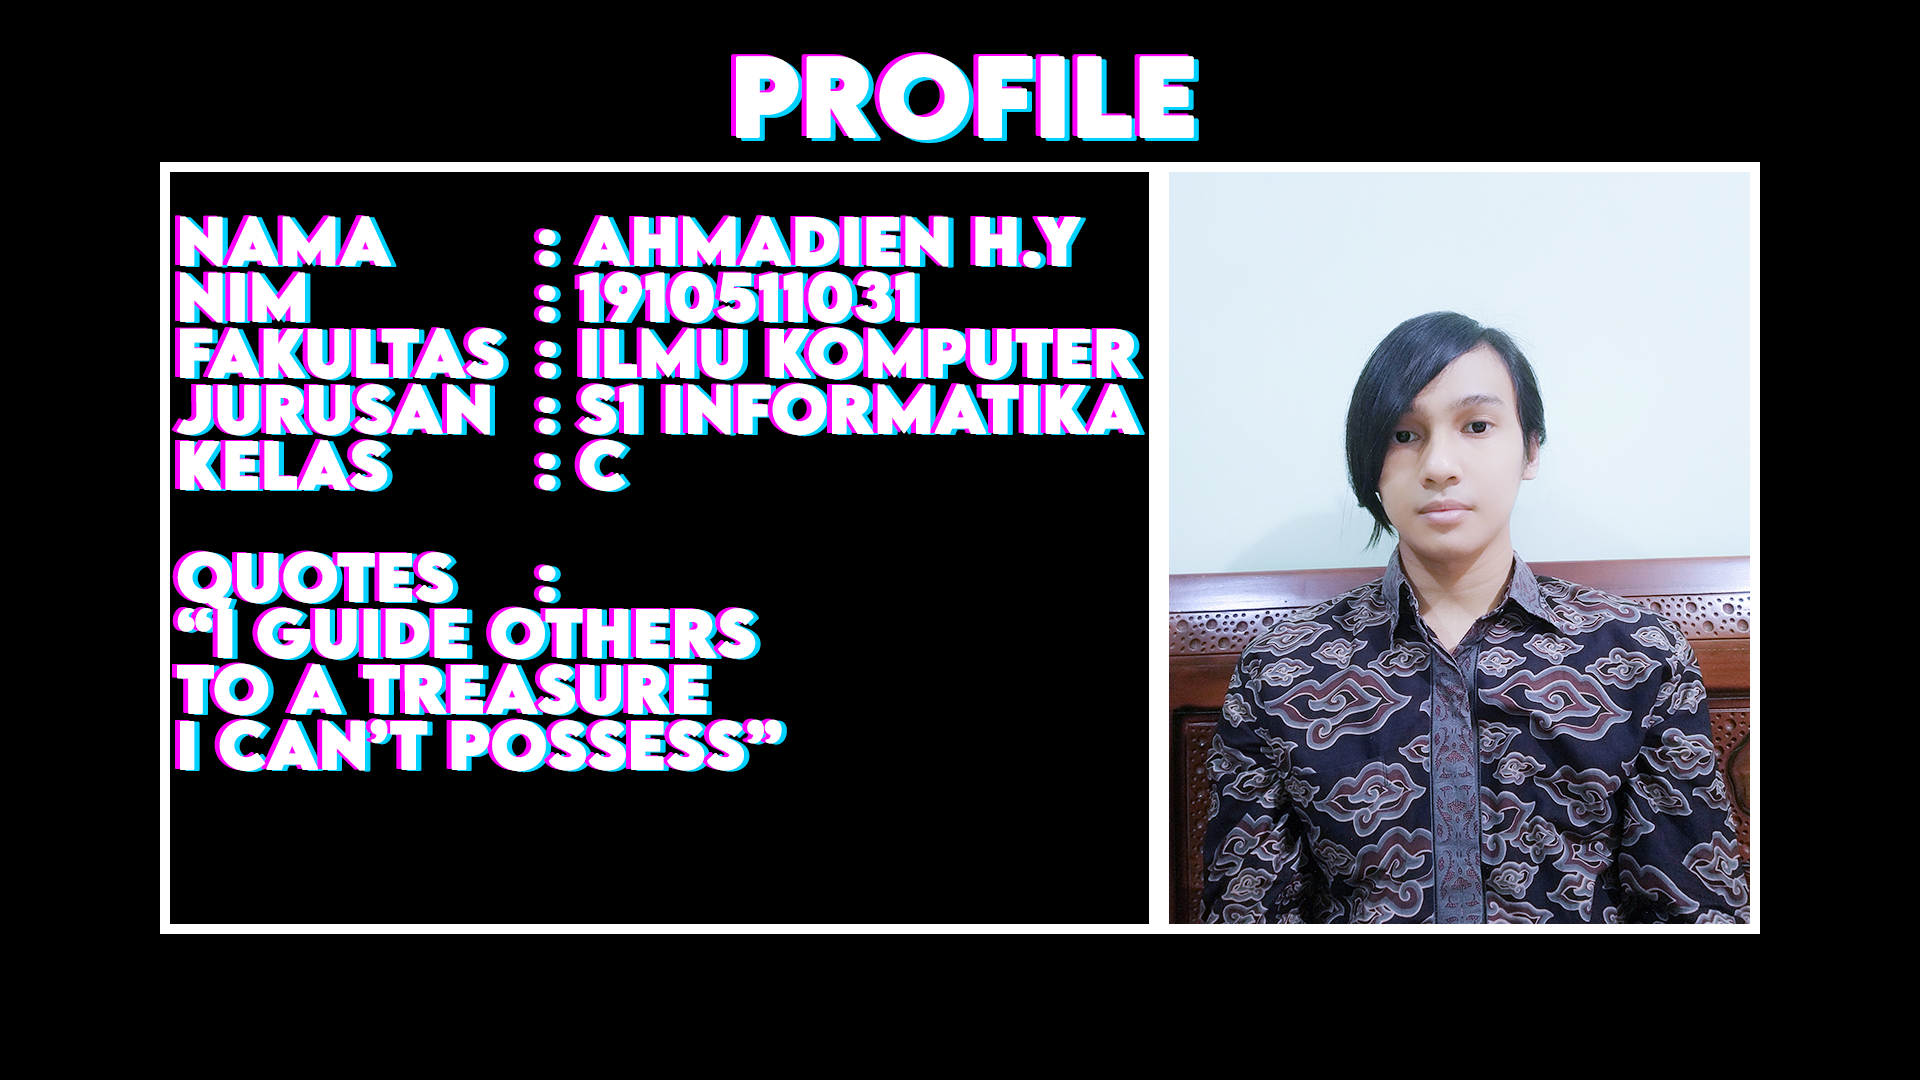 PROFILE
NAMA : AHMADIEN H.Y
NIM : 1910511031
FAKULTAS : ILMU KOMPUTER
JURUSAN : S1 INFORMATIKA
KELAS : C
QUOTES :
“I GUIDE OTHERS
TO A TREASURE
I CAN’T POSSESS”